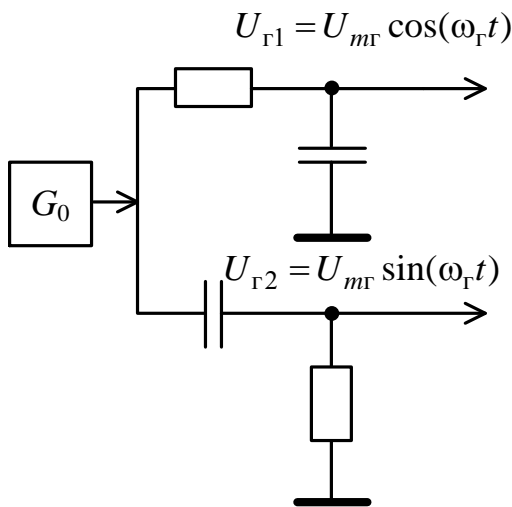 U_г1 = U_mг cos(ω_г t)
G_0
U_г2 = U_mг sin(ω_г t)